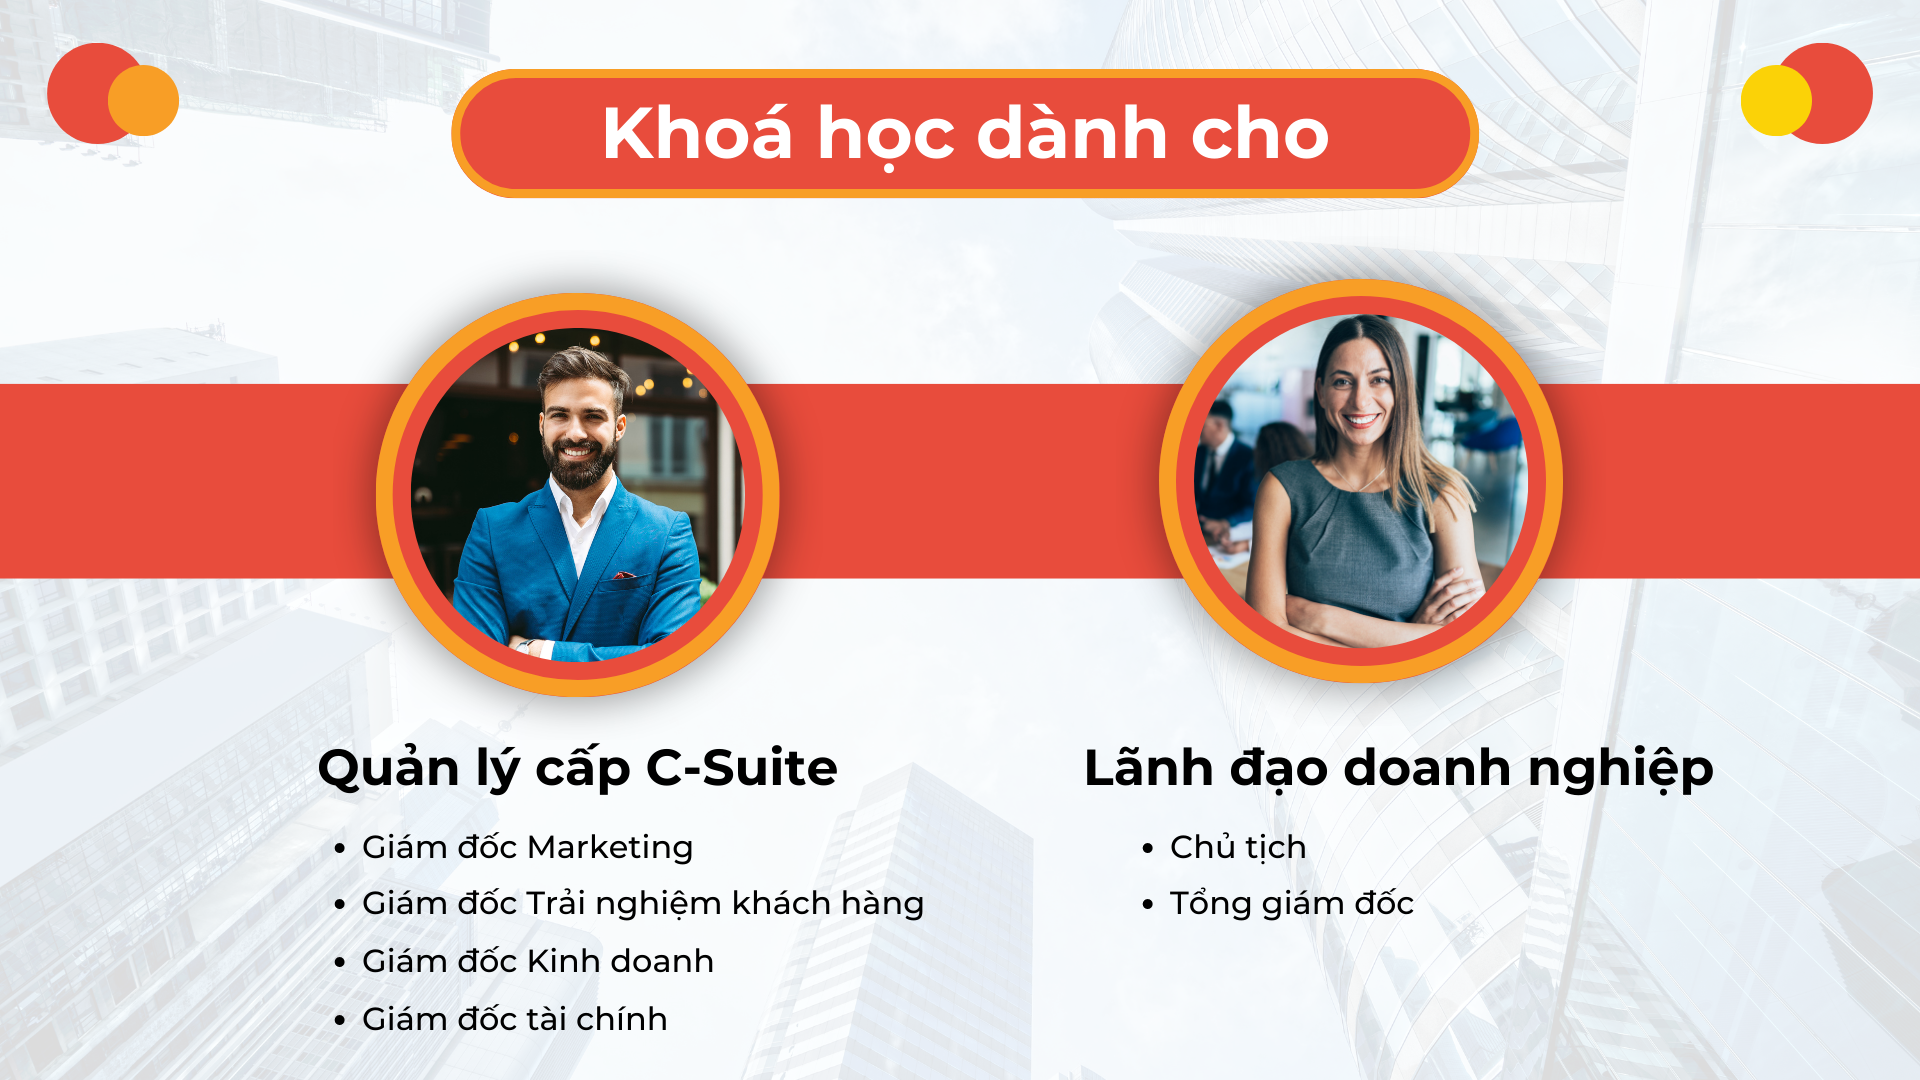 Khoá học dành cho
Quản lý cấp C-Suite
• Giám đốc Marketing
• Giám đốc Trải nghiệm khách hàng
• Giám đốc Kinh doanh
• Giám đốc tài chính
Lãnh đạo doanh nghiệp
• Chủ tịch
• Tổng giám đốc